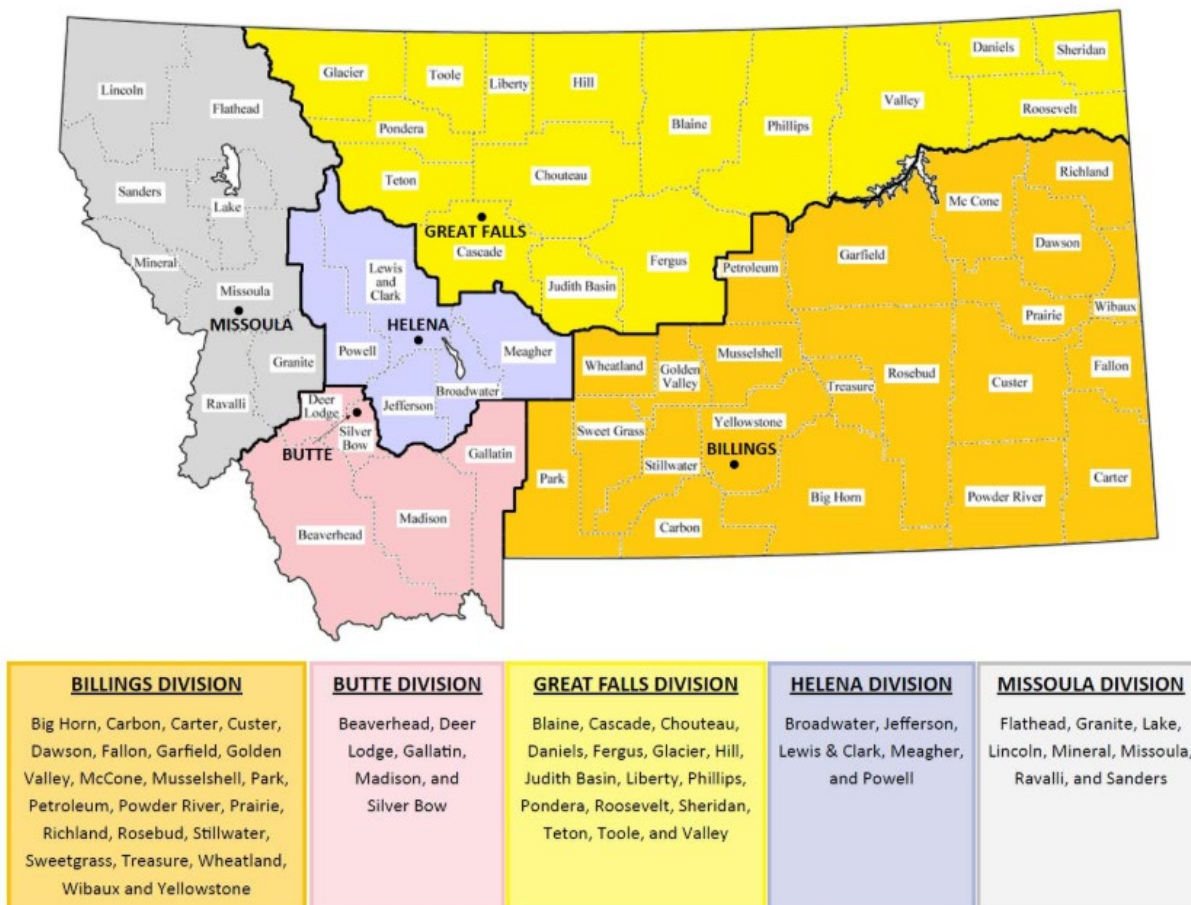 Daniels
Sheridan
Glacier
Toole
Liberty
Hill
Valley
Lincoln
Flathead
Roosevelt
Blaine
Phillips
Pondera
Richland
Teton
Chouteau
Sanders
Mc Cone
Lake
GREAT FALLS
Dawson
Cascade
Garfield
Mineral
Fergus
Petroleum
Lewis
and
Clark
Judith Basin
Missoula
Wibaux
Prairie
MISSOULA
HELENA
Powell
Meagher
Musselshell
Granite
Wheatland
Golden
Valley
Fallon
Ravalli
Treasure
Rosebud
Custer
Broadwater
Deer
Lodge
Jefferson
Silver
Bow
Sweet Grass
Yellowstone
BUTTE
Gallatin
BILLINGS
Stillwater
Park
Carter
Big Horn
Powder River
Madison
Carbon
Beaverhead
BILLINGS DIVISION
Big Horn, Carbon, Carter, Custer,
Dawson, Fallon, Garfield, Golden
Valley, McCone, Musselshell, Park,
Petroleum, Powder River, Prairie,
Richland, Rosebud, Stillwater,
Sweetgrass, Treasure, Wheatland,
Wibaux and Yellowstone
BUTTE DIVISION
Beaverhead, Deer
Lodge, Gallatin,
Madison, and
Silver Bow
GREAT FALLS DIVISION
Blaine, Cascade, Chouteau,
Daniels, Fergus, Glacier, Hill,
Judith Basin, Liberty, Phillips,
Pondera, Roosevelt, Sheridan,
Teton, Toole, and Valley
HELENA DIVISION
Broadwater, Jefferson,
Lewis & Clark, Meagher,
and Powell
MISSOULA DIVISION
Flathead, Granite, Lake,
Lincoln, Mineral, Missoula,
Ravalli, and Sanders